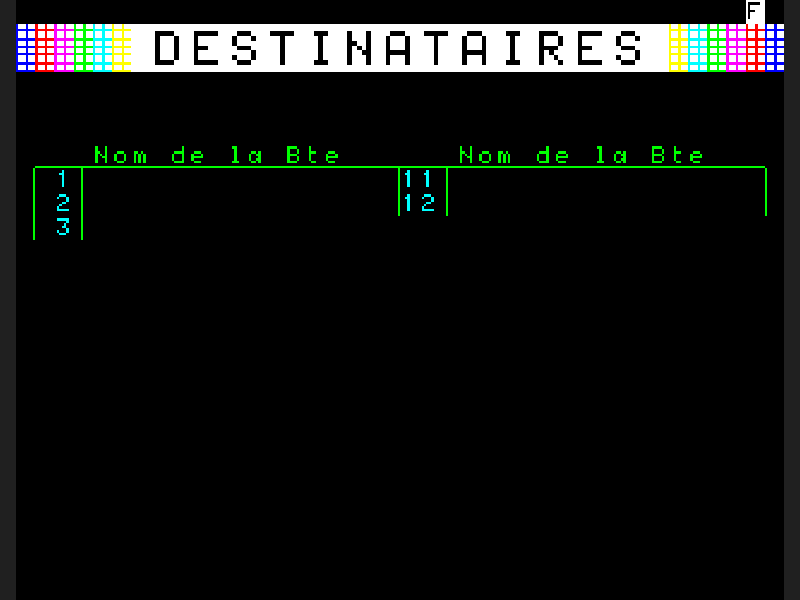 F
DESTINATAIRES
Nom de la Bte Nom de la Bte
1 11
2 12
3